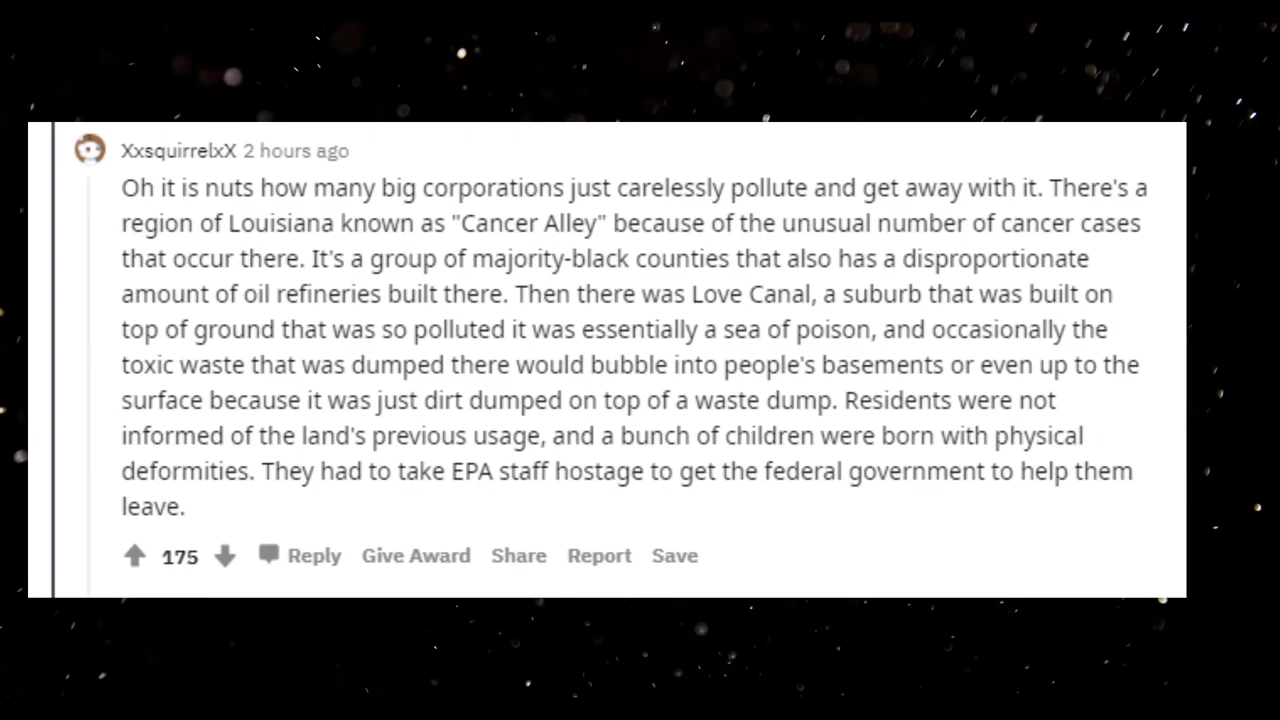 XxsquirrelxX 2 hours ago
Oh it is nuts how many big corporations just carelessly pollute and get away with it. There's a
region of Louisiana known as "Cancer Alley" because of the unusual number of cancer cases
that occur there. It's a group of majority-black counties that also has a disproportionate
amount of oil refineries built there. Then there was Love Canal, a suburb that was built on
top of ground that was so polluted it was essentially a sea of poison, and occasionally the
toxic waste that was dumped there would bubble into people's basements or even up to the
surface because it was just dirt dumped on top of a waste dump. Residents were not
informed of the land's previous usage, and a bunch of children were born with physical
deformities. They had to take EPA staff hostage to get the federal government to help them
leave.
175 Reply Give Award Share Report Save